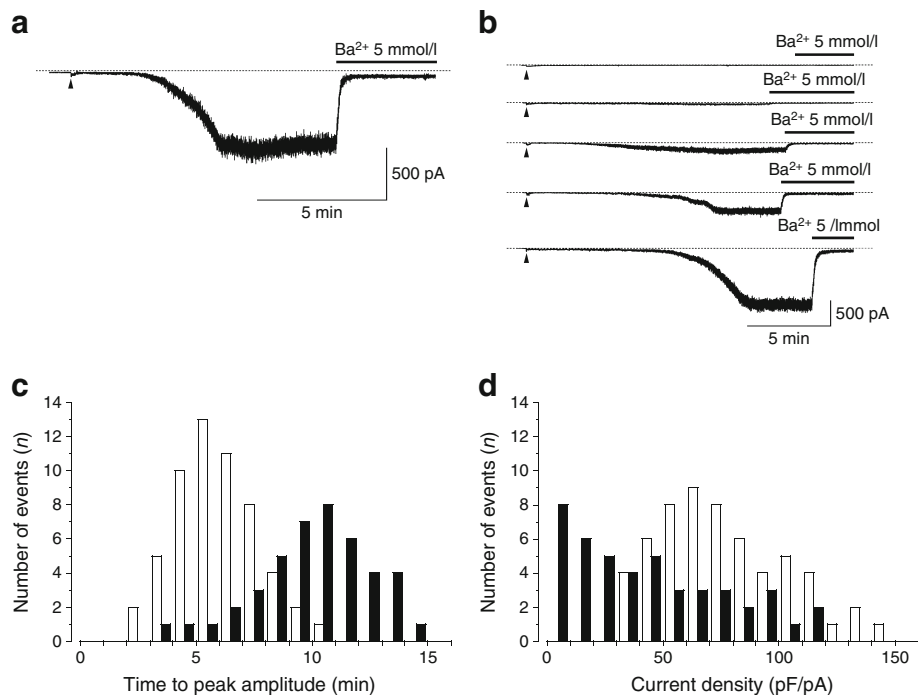 a
Ba²⁺ 5 mmol/l
500 pA
5 min
b
Ba²⁺ 5 mmol/l
Ba²⁺ 5 mmol/l
Ba²⁺ 5 mmol/l
Ba²⁺ 5 mmol/l
Ba²⁺ 5 /lmmol
500 pA
5 min
c
14
12
10
8
6
4
2
0
Number of events (n)
0 5 10 15
Time to peak amplitude (min)
d
14
12
10
8
6
4
2
0
Number of events (n)
0 50 100 150
Current density (pF/pA)